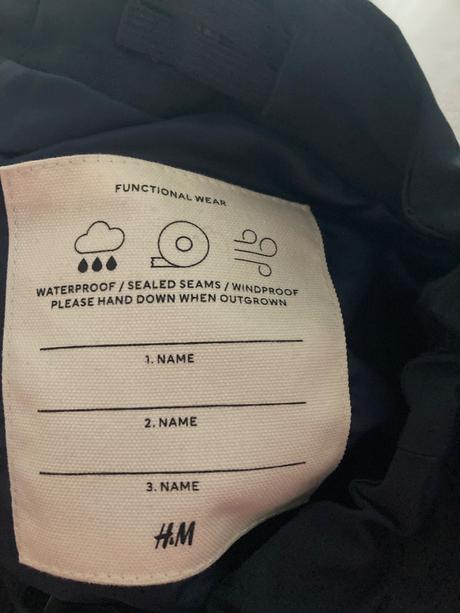 FUNCTIONAL WEAR
WATERPROOF / SEALED SEAMS / WINDPROOF
PLEASE HAND DOWN WHEN OUTGROWN
1. NAME
2. NAME
3. NAME
H&M